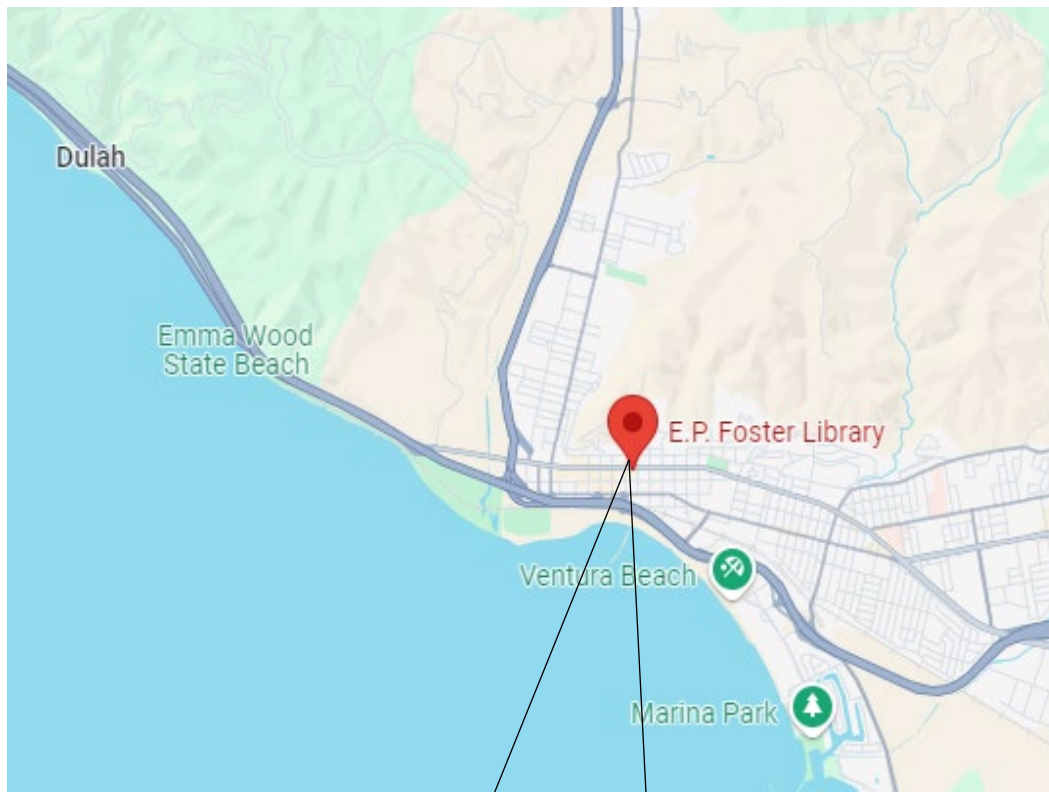 Dulah
Emma Wood
State Beach
E.P. Foster Library
Ventura Beach
Marina Park